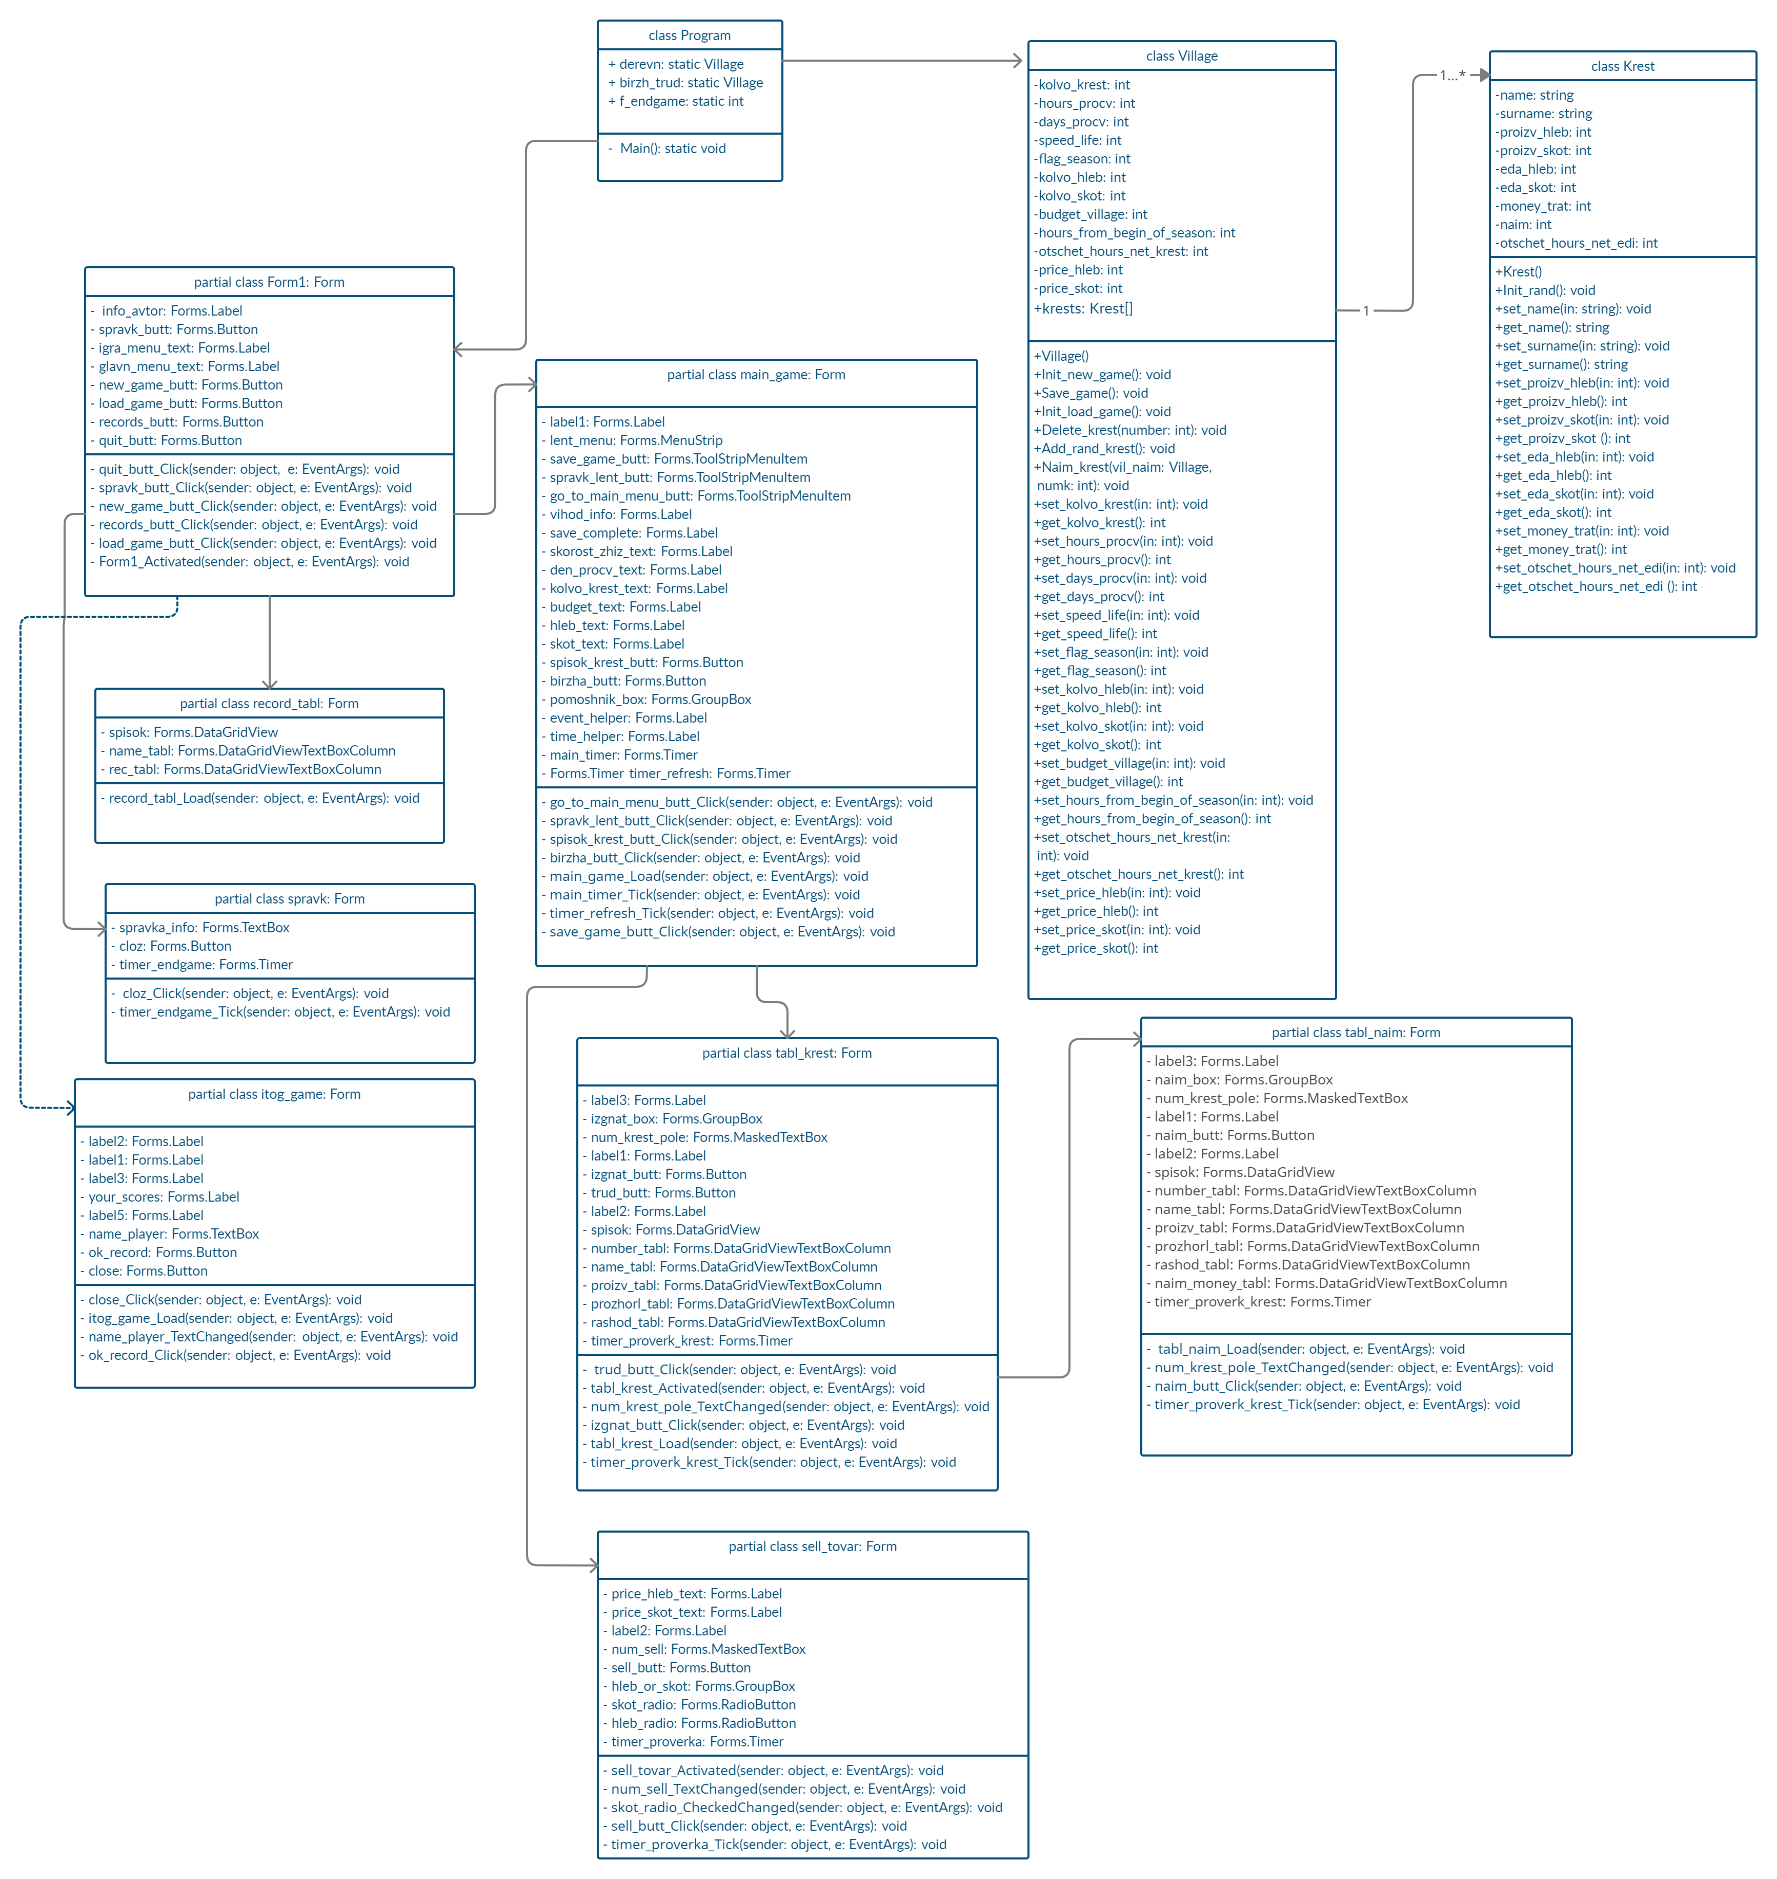 class Program
+ derevn: static Village
+ birzh_trud: static Village
+ f_endgame: static int
- Main(): static void
class Village
-kolvo_krest: int
-hours_procv: int
-days_procv: int
-speed_life: int
-flag_season: int
-kolvo_hleb: int
-kolvo_skot: int
-budget_village: int
-hours_from_begin_of_season: int
-otschet_hours_net_krest: int
-price_hleb: int
-price_skot: int
+krests: Krest[]
+Village()
+Init_new_game(): void
+Save_game(): void
+Init_load_game(): void
+Delete_krest(number: int): void
+Add_rand_krest(): void
+Naim_krest(vil_naim: Village,
numk: int): void
+set_kolvo_krest(in: int): void
+get_kolvo_krest(): int
+set_hours_procv(in: int): void
+get_hours_procv(): int
+set_days_procv(in: int): void
+get_days_procv(): int
+set_speed_life(in: int): void
+get_speed_life(): int
+set_flag_season(in: int): void
+get_flag_season(): int
+set_kolvo_hleb(in: int): void
+get_kolvo_hleb(): int
+set_kolvo_skot(in: int): void
+get_kolvo_skot(): int
+set_budget_village(in: int): void
+get_budget_village(): int
+set_hours_from_begin_of_season(in: int): void
+get_hours_from_begin_of_season(): int
+set_otschet_hours_net_krest(in:
int): void
+get_otschet_hours_net_krest(): int
+set_price_hleb(in: int): void
+get_price_hleb(): int
+set_price_skot(in: int): void
+get_price_skot(): int
1
1...*
class Krest
-name: string
-surname: string
-proizv_hleb: int
-proizv_skot: int
-eda_hleb: int
-eda_skot: int
-money_trat: int
-naim: int
-otschet_hours_net_edi: int
+Krest()
+Init_rand(): void
+set_name(in: string): void
+get_name(): string
+set_surname(in: string): void
+get_surname(): string
+set_proizv_hleb(in: int): void
+get_proizv_hleb(): int
+set_proizv_skot(in: int): void
+get_proizv_skot (): int
+set_eda_hleb(in: int): void
+get_eda_hleb(): int
+set_eda_skot(in: int): void
+get_eda_skot(): int
+set_money_trat(in: int): void
+get_money_trat(): int
+set_otschet_hours_net_edi(in: int): void
+get_otschet_hours_net_edi (): int
partial class Form1: Form
- info_avtor: Forms.Label
- spravk_butt: Forms.Button
- igra_menu_text: Forms.Label
- glavn_menu_text: Forms.Label
- new_game_butt: Forms.Button
- load_game_butt: Forms.Button
- records_butt: Forms.Button
- quit_butt: Forms.Button
- quit_butt_Click(sender: object, e: EventArgs): void
- spravk_butt_Click(sender: object, e: EventArgs): void
- new_game_butt_Click(sender: object, e: EventArgs): void
- records_butt_Click(sender: object, e: EventArgs): void
- load_game_butt_Click(sender: object, e: EventArgs): void
- Form1_Activated(sender: object, e: EventArgs): void
partial class main_game: Form
- label1: Forms.Label
- lent_menu: Forms.MenuStrip
- save_game_butt: Forms.ToolStripMenuItem
- spravk_lent_butt: Forms.ToolStripMenuItem
- go_to_main_menu_butt: Forms.ToolStripMenuItem
- vihod_info: Forms.Label
- save_complete: Forms.Label
- skorost_zhiz_text: Forms.Label
- den_procv_text: Forms.Label
- kolvo_krest_text: Forms.Label
- budget_text: Forms.Label
- hleb_text: Forms.Label
- skot_text: Forms.Label
- spisok_krest_butt: Forms.Button
- birzha_butt: Forms.Button
- pomoshnik_box: Forms.GroupBox
- event_helper: Forms.Label
- time_helper: Forms.Label
- main_timer: Forms.Timer
- Forms.Timer timer_refresh: Forms.Timer
- go_to_main_menu_butt_Click(sender: object, e: EventArgs): void
- spravk_lent_butt_Click(sender: object, e: EventArgs): void
- spisok_krest_butt_Click(sender: object, e: EventArgs): void
- birzha_butt_Click(sender: object, e: EventArgs): void
- main_game_Load(sender: object, e: EventArgs): void
- main_timer_Tick(sender: object, e: EventArgs): void
- timer_refresh_Tick(sender: object, e: EventArgs): void
- save_game_butt_Click(sender: object, e: EventArgs): void
partial class record_tabl: Form
- spisok: Forms.DataGridView
- name_tabl: Forms.DataGridViewTextBoxColumn
- rec_tabl: Forms.DataGridViewTextBoxColumn
- record_tabl_Load(sender: object, e: EventArgs): void
partial class spravk: Form
- spravka_info: Forms.TextBox
- cloz: Forms.Button
- timer_endgame: Forms.Timer
- cloz_Click(sender: object, e: EventArgs): void
- timer_endgame_Tick(sender: object, e: EventArgs): void
partial class itog_game: Form
- label2: Forms.Label
- label1: Forms.Label
- label3: Forms.Label
- your_scores: Forms.Label
- label5: Forms.Label
- name_player: Forms.TextBox
- ok_record: Forms.Button
- close: Forms.Button
- close_Click(sender: object, e: EventArgs): void
- itog_game_Load(sender: object, e: EventArgs): void
- name_player_TextChanged(sender: object, e: EventArgs): void
- ok_record_Click(sender: object, e: EventArgs): void
partial class tabl_krest: Form
- label3: Forms.Label
- izgnat_box: Forms.GroupBox
- num_krest_pole: Forms.MaskedTextBox
- label1: Forms.Label
- izgnat_butt: Forms.Button
- trud_butt: Forms.Button
- label2: Forms.Label
- spisok: Forms.DataGridView
- number_tabl: Forms.DataGridViewTextBoxColumn
- name_tabl: Forms.DataGridViewTextBoxColumn
- proizv_tabl: Forms.DataGridViewTextBoxColumn
- prozhorl_tabl: Forms.DataGridViewTextBoxColumn
- rashod_tabl: Forms.DataGridViewTextBoxColumn
- timer_proverk_krest: Forms.Timer
- trud_butt_Click(sender: object, e: EventArgs): void
- tabl_krest_Activated(sender: object, e: EventArgs): void
- num_krest_pole_TextChanged(sender: object, e: EventArgs): void
- izgnat_butt_Click(sender: object, e: EventArgs): void
- tabl_krest_Load(sender: object, e: EventArgs): void
- timer_proverk_krest_Tick(sender: object, e: EventArgs): void
partial class tabl_naim: Form
- label3: Forms.Label
- naim_box: Forms.GroupBox
- num_krest_pole: Forms.MaskedTextBox
- label1: Forms.Label
- naim_butt: Forms.Button
- label2: Forms.Label
- spisok: Forms.DataGridView
- number_tabl: Forms.DataGridViewTextBoxColumn
- name_tabl: Forms.DataGridViewTextBoxColumn
- proizv_tabl: Forms.DataGridViewTextBoxColumn
- prozhorl_tabl: Forms.DataGridViewTextBoxColumn
- rashod_tabl: Forms.DataGridViewTextBoxColumn
- naim_money_tabl: Forms.DataGridViewTextBoxColumn
- timer_proverk_krest: Forms.Timer
- tabl_naim_Load(sender: object, e: EventArgs): void
- num_krest_pole_TextChanged(sender: object, e: EventArgs): void
- naim_butt_Click(sender: object, e: EventArgs): void
- timer_proverk_krest_Tick(sender: object, e: EventArgs): void
partial class sell_tovar: Form
- price_hleb_text: Forms.Label
- price_skot_text: Forms.Label
- label2: Forms.Label
- num_sell: Forms.MaskedTextBox
- sell_butt: Forms.Button
- hleb_or_skot: Forms.GroupBox
- skot_radio: Forms.RadioButton
- hleb_radio: Forms.RadioButton
- timer_proverka: Forms.Timer
- sell_tovar_Activated(sender: object, e: EventArgs): void
- num_sell_TextChanged(sender: object, e: EventArgs): void
- skot_radio_CheckedChanged(sender: object, e: EventArgs): void
- sell_butt_Click(sender: object, e: EventArgs): void
- timer_proverka_Tick(sender: object, e: EventArgs): void